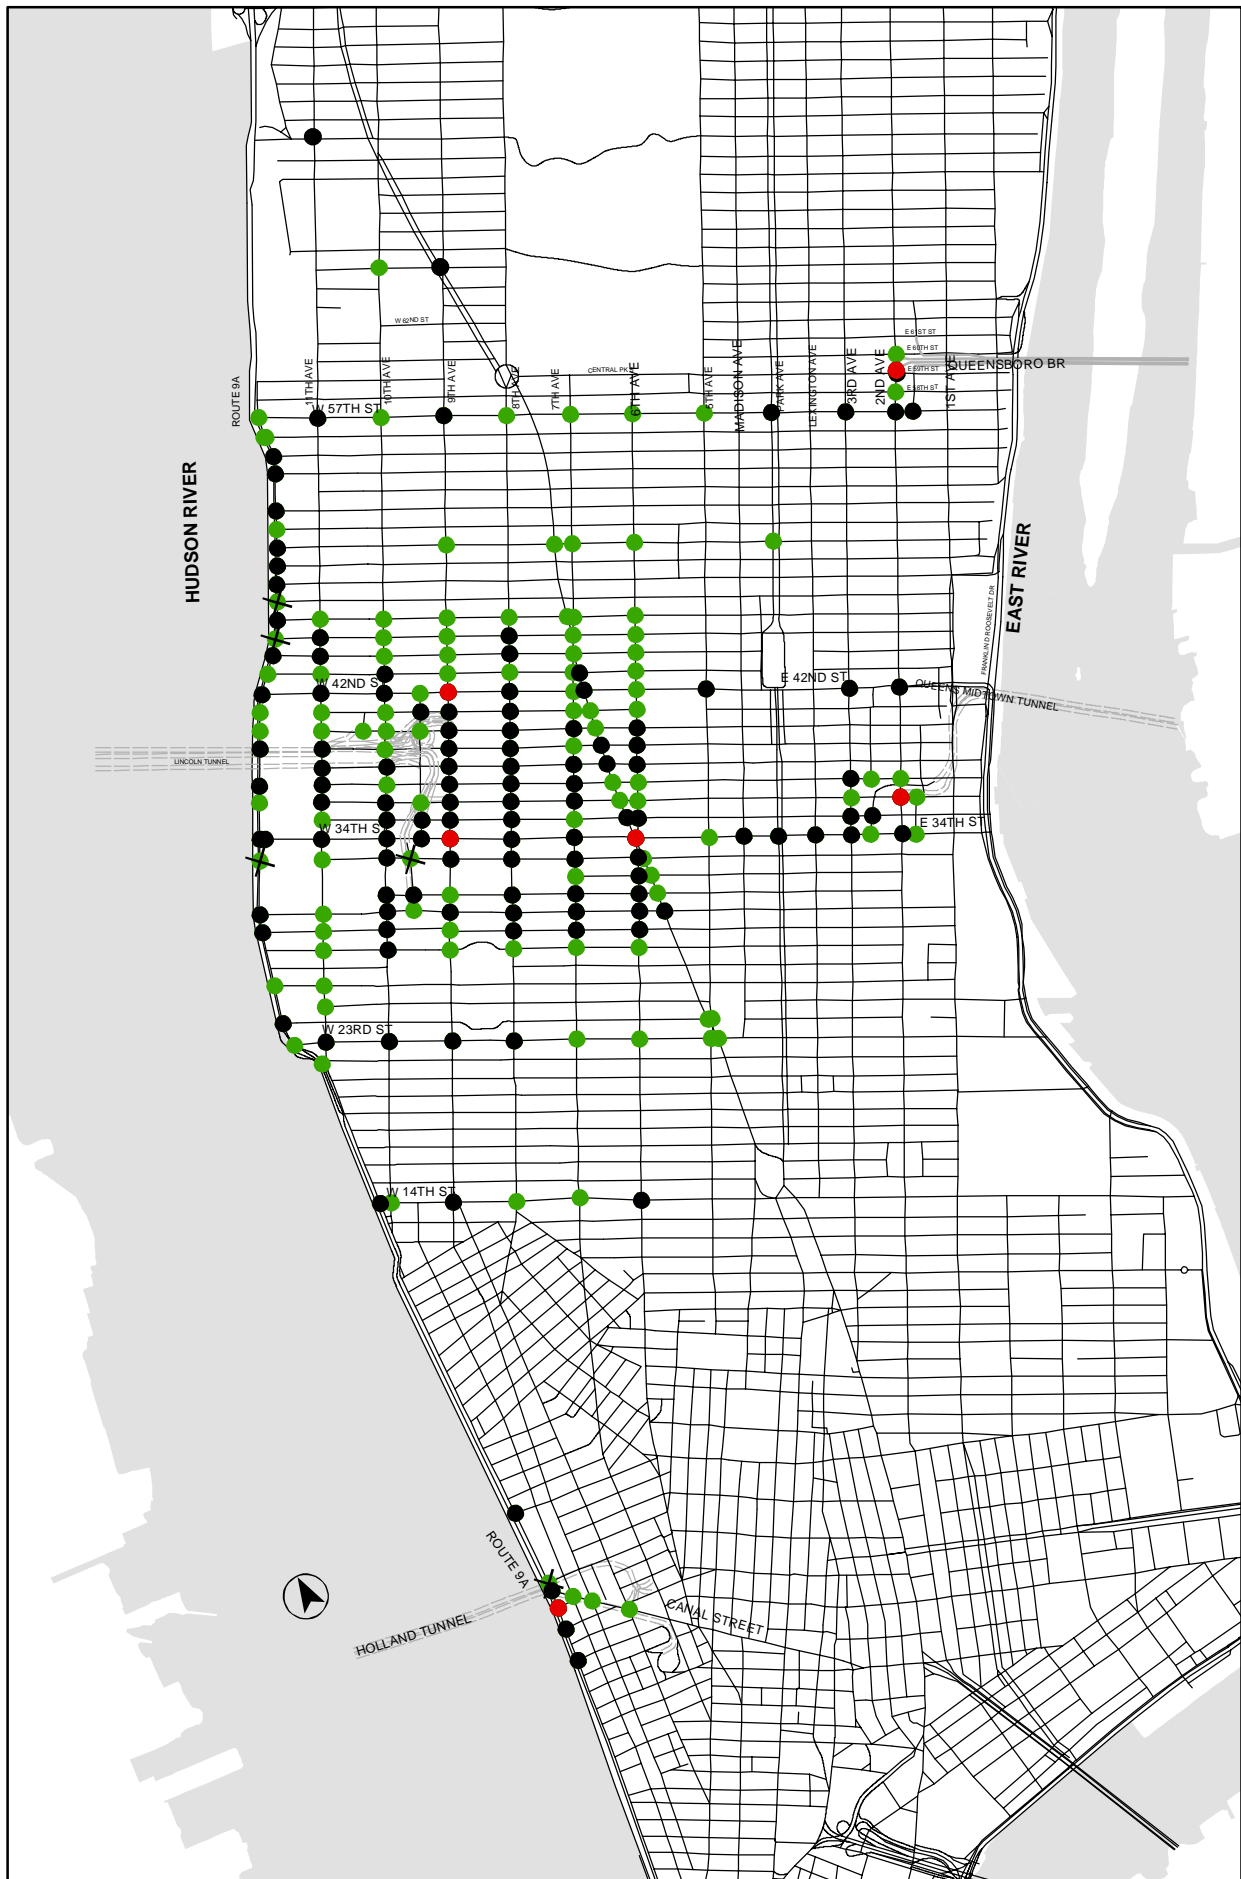 W 62ND ST
E 61ST ST
E 60TH ST
QUEENSBORO BR
E 59TH ST
CENTRAL PK S
E 58TH ST
ROUTE 9A
11TH AVE
10TH AVE
9TH AVE
8TH AVE
7TH AVE
6TH AVE
5TH AVE
MADISON AVE
PARK AVE
LEXINGTON AVE
3RD AVE
2ND AVE
1ST AVE
W 57TH ST
HUDSON RIVER
EAST RIVER
FRANKLIN D ROOSEVELT DR
W 42ND S
E 42ND ST
QUEENS MIDTOWN TUNNEL
LINCOLN TUNNEL
W 34TH S
E 34TH ST
W 23RD ST
W 14TH ST
ROUTE 9A
CANAL STREET
HOLLAND TUNNEL